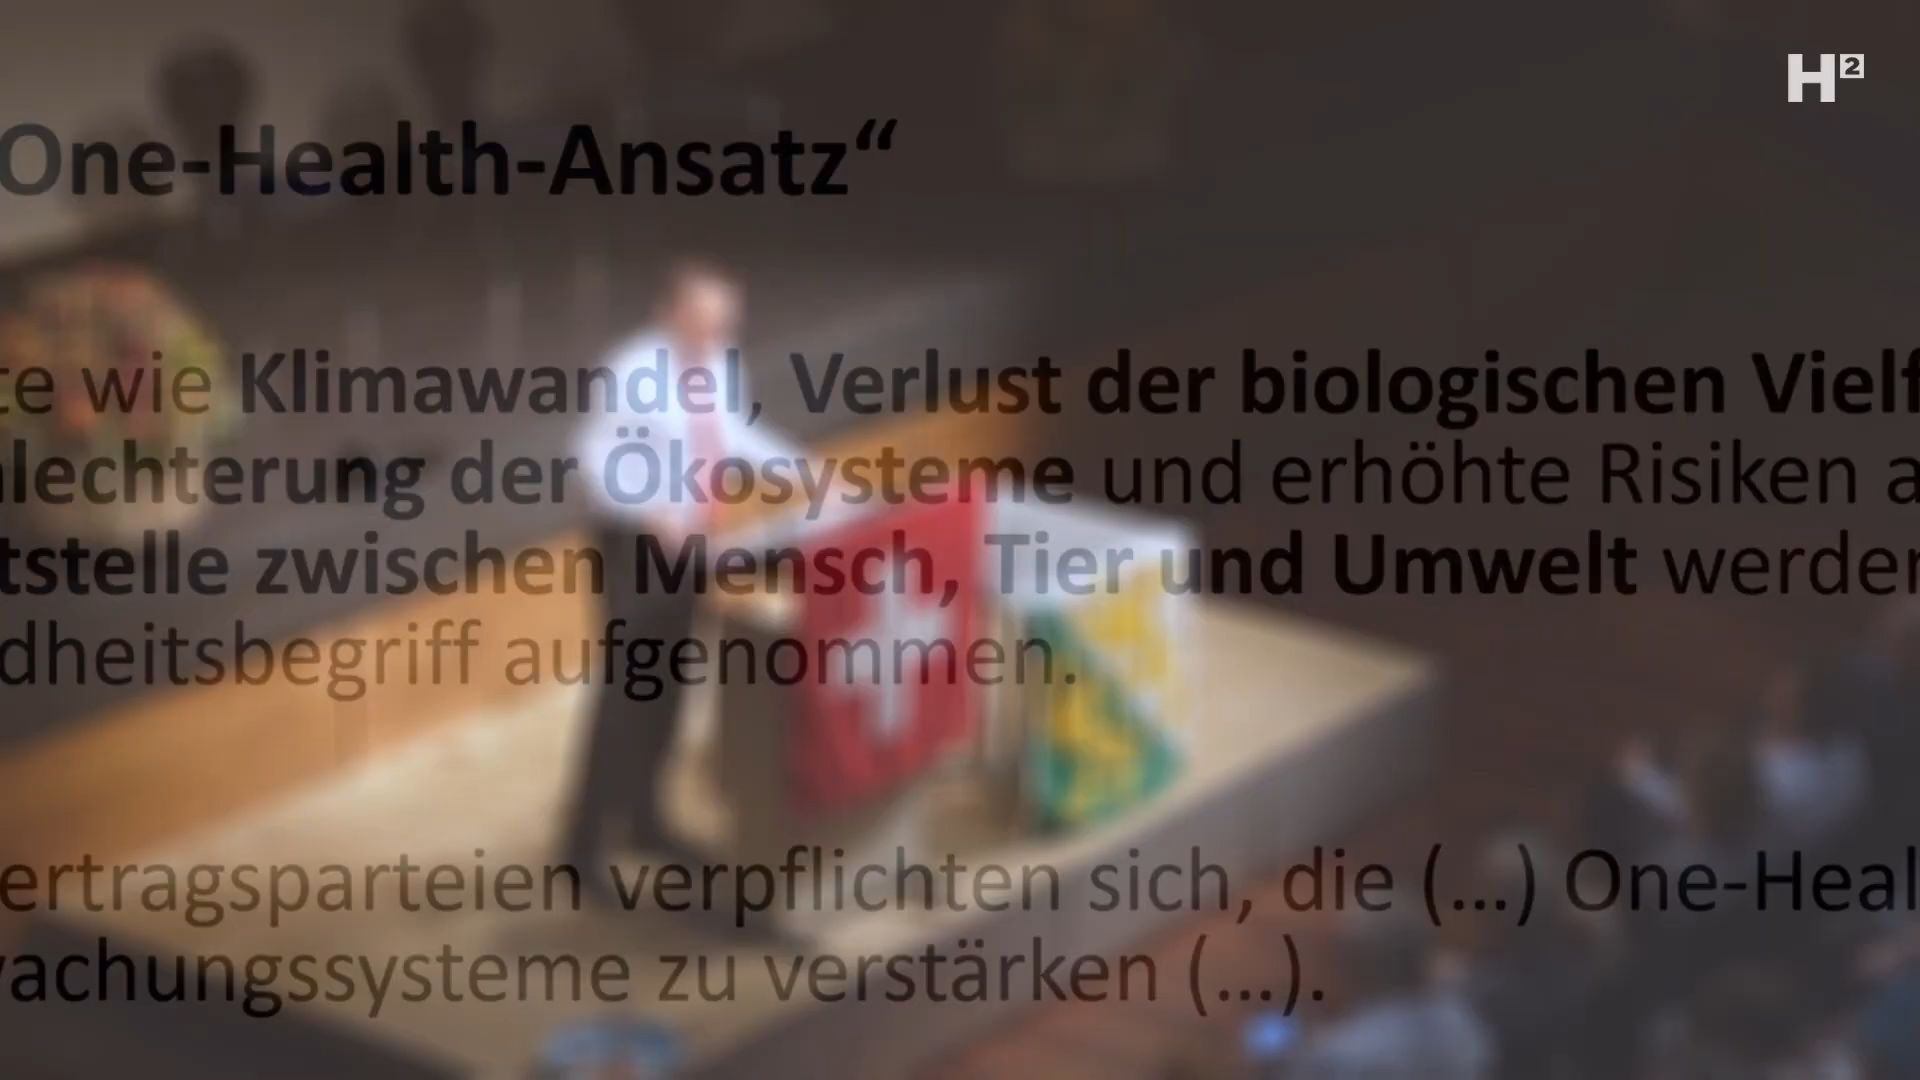 H²
One-Health-Ansatz“
te wie Klimawandel, Verlust der biologischen Vielf
lechterung der Ökosysteme und erhöhte Risiken a
tstelle zwischen Mensch, Tier und Umwelt werden
dheitsbegriff aufgenommen.
ertragsparteien verpflichten sich, die (...) One-Heal
vachungssysteme zu verstärken (...).